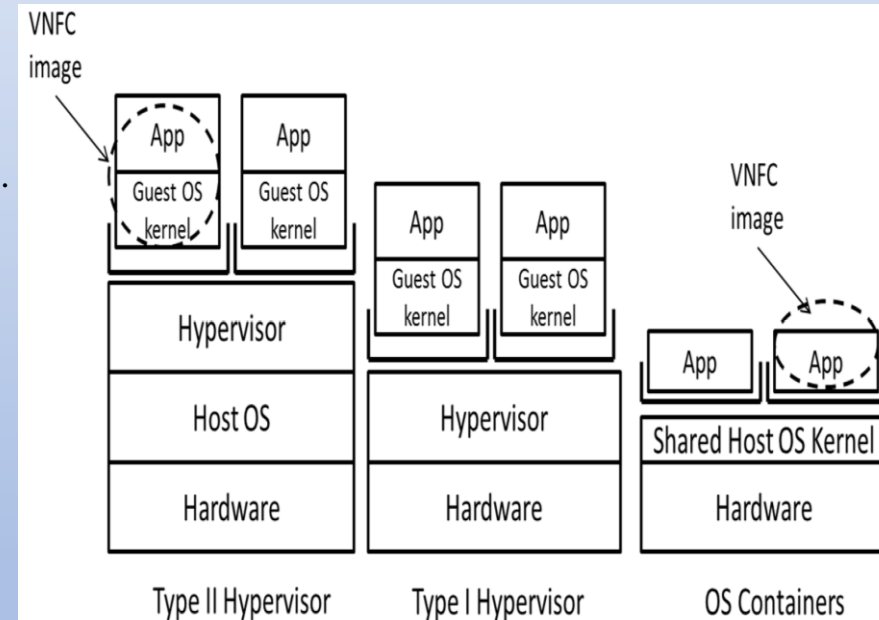 VNFC
image
App
Guest OS
kernel
App
Guest OS
kernel
Hypervisor
Host OS
Hardware
Type II Hypervisor
App
Guest OS
kernel
App
Guest OS
kernel
Hypervisor
Hardware
Type I Hypervisor
VNFC
image
App
App
Shared Host OS Kernel
Hardware
OS Containers
.